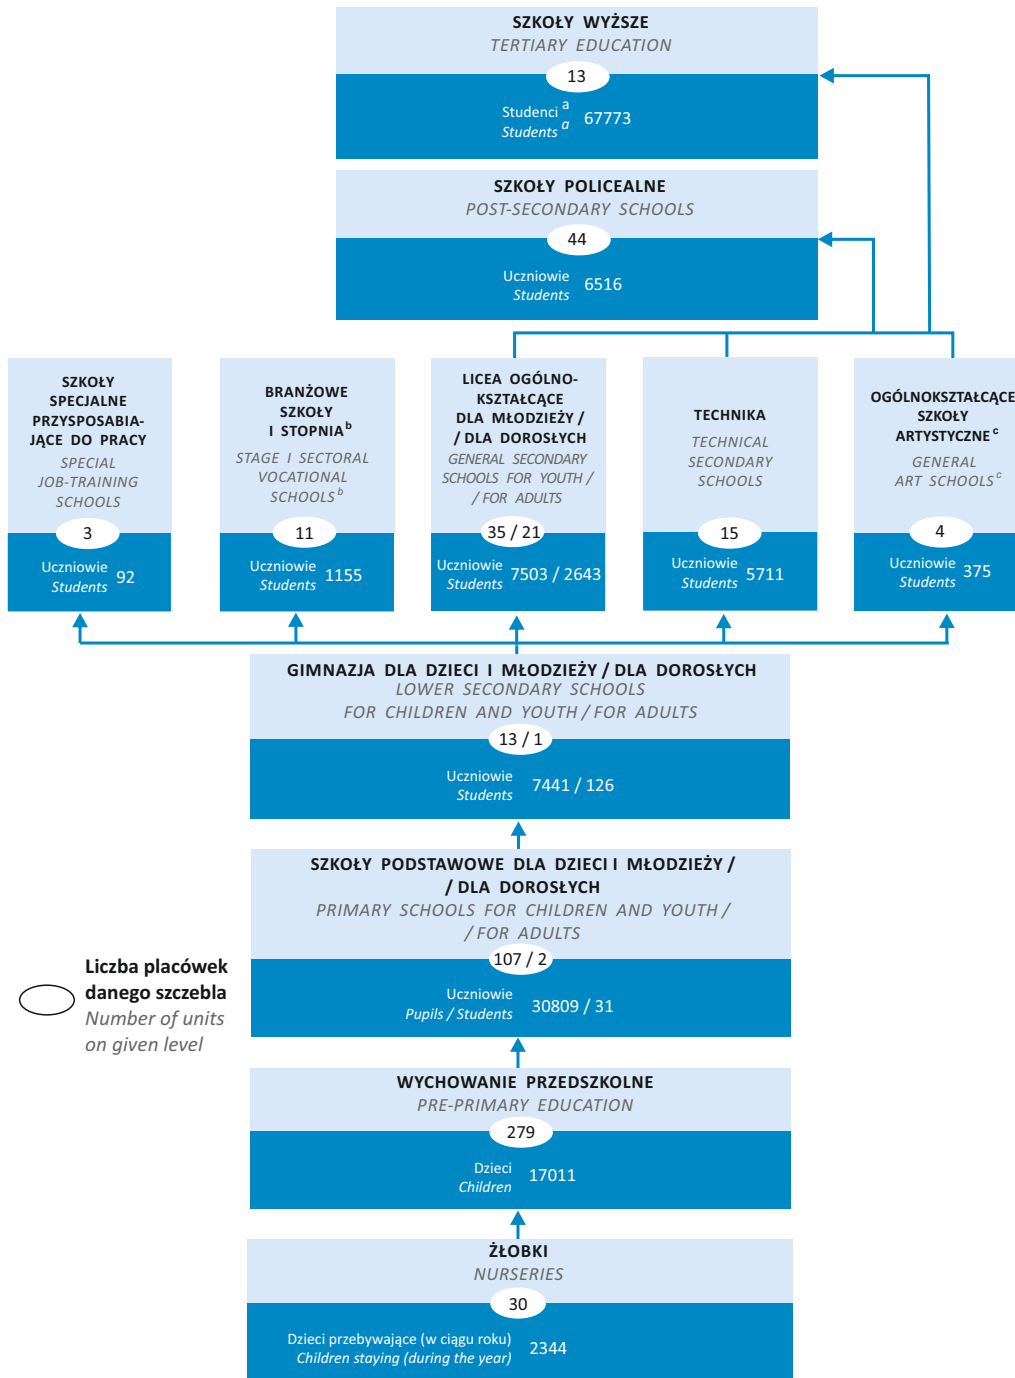 SZKOŁY WYŻSZE
TERTIARY EDUCATION
13
Studenci a
Students a
67773
SZKOŁY POLICEALNE
POST-SECONDARY SCHOOLS
44
Uczniowie
Students
6516
SZKOŁY
SPECJALNE
PRZYSPOSABIA-
JĄCE DO PRACY
SPECIAL
JOB-TRAINING
SCHOOLS
3
Uczniowie
Students
92
BRANŻOWE
SZKOŁY
I STOPNIA b
STAGE I SECTORAL
VOCATIONAL
SCHOOLS b
11
Uczniowie
Students
1155
LICEA OGÓLNO-
KSZTAŁCĄCE
DLA MŁODZIEŻY /
/ DLA DOROSŁYCH
GENERAL SECONDARY
SCHOOLS FOR YOUTH /
/ FOR ADULTS
35 / 21
Uczniowie
Students
7503 / 2643
TECHNIKA
TECHNICAL
SECONDARY
SCHOOLS
15
Uczniowie
Students
5711
OGÓLNOKSZTAŁCĄCE
SZKOŁY
ARTYSTYCZNE c
GENERAL
ART SCHOOLS c
4
Uczniowie
Students
375
GIMNAZJA DLA DZIECI I MŁODZIEŻY / DLA DOROSŁYCH
LOWER SECONDARY SCHOOLS
FOR CHILDREN AND YOUTH / FOR ADULTS
13 / 1
Uczniowie
Students
7441 / 126
SZKOŁY PODSTAWOWE DLA DZIECI I MŁODZIEŻY /
/ DLA DOROSŁYCH
PRIMARY SCHOOLS FOR CHILDREN AND YOUTH /
/ FOR ADULTS
107 / 2
Uczniowie
Pupils / Students
30809 / 31
Liczba placówek
danego szczebla
Number of units
on given level
WYCHOWANIE PRZEDSZKOLNE
PRE-PRIMARY EDUCATION
279
Dzieci
Children
17011
ŻŁOBKI
NURSERIES
30
Dzieci przebywające (w ciągu roku)
Children staying (during the year)
2344